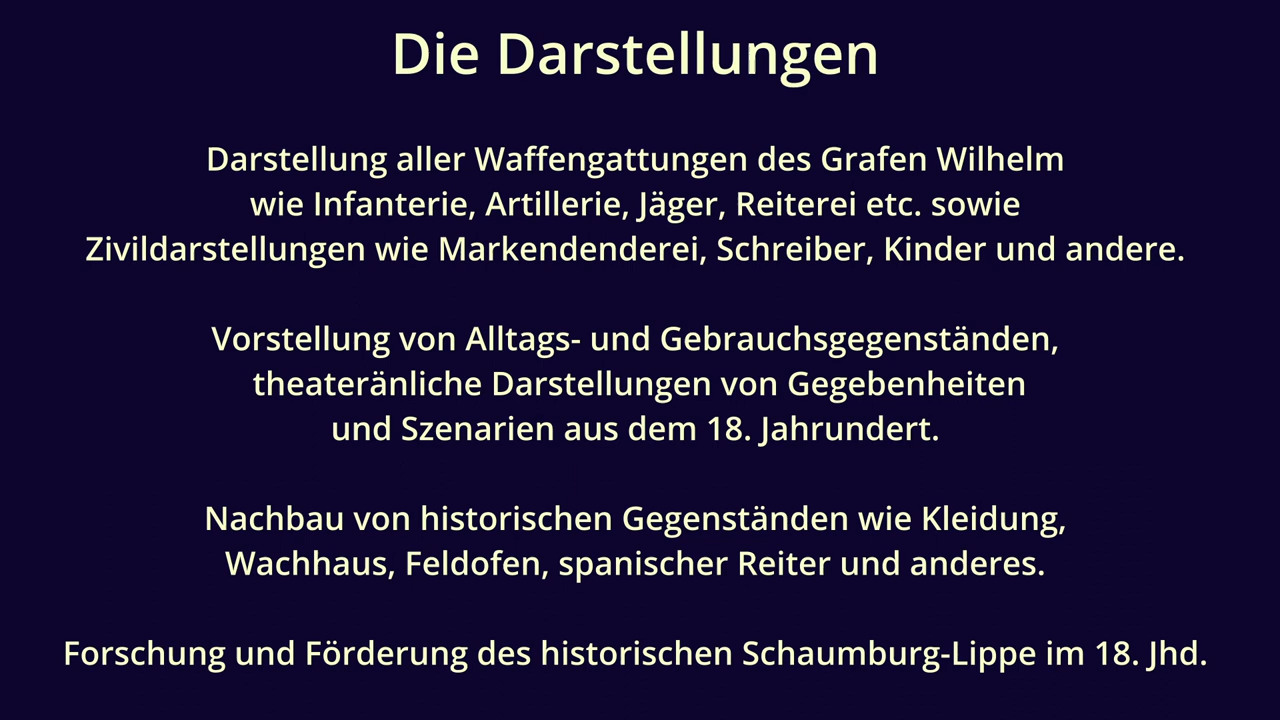 Die Darstellungen
Darstellung aller Waffengattungen des Grafen Wilhelm
wie Infanterie, Artillerie, Jäger, Reiterei etc. sowie
Zivildarstellungen wie Markendenderei, Schreiber, Kinder und andere.
Vorstellung von Alltags- und Gebrauchsgegenständen,
theateränliche Darstellungen von Gegebenheiten
und Szenarien aus dem 18. Jahrundert.
Nachbau von historischen Gegenständen wie Kleidung,
Wachhaus, Feldofen, spanischer Reiter und anderes.
Forschung und Förderung des historischen Schaumburg-Lippe im 18. Jhd.